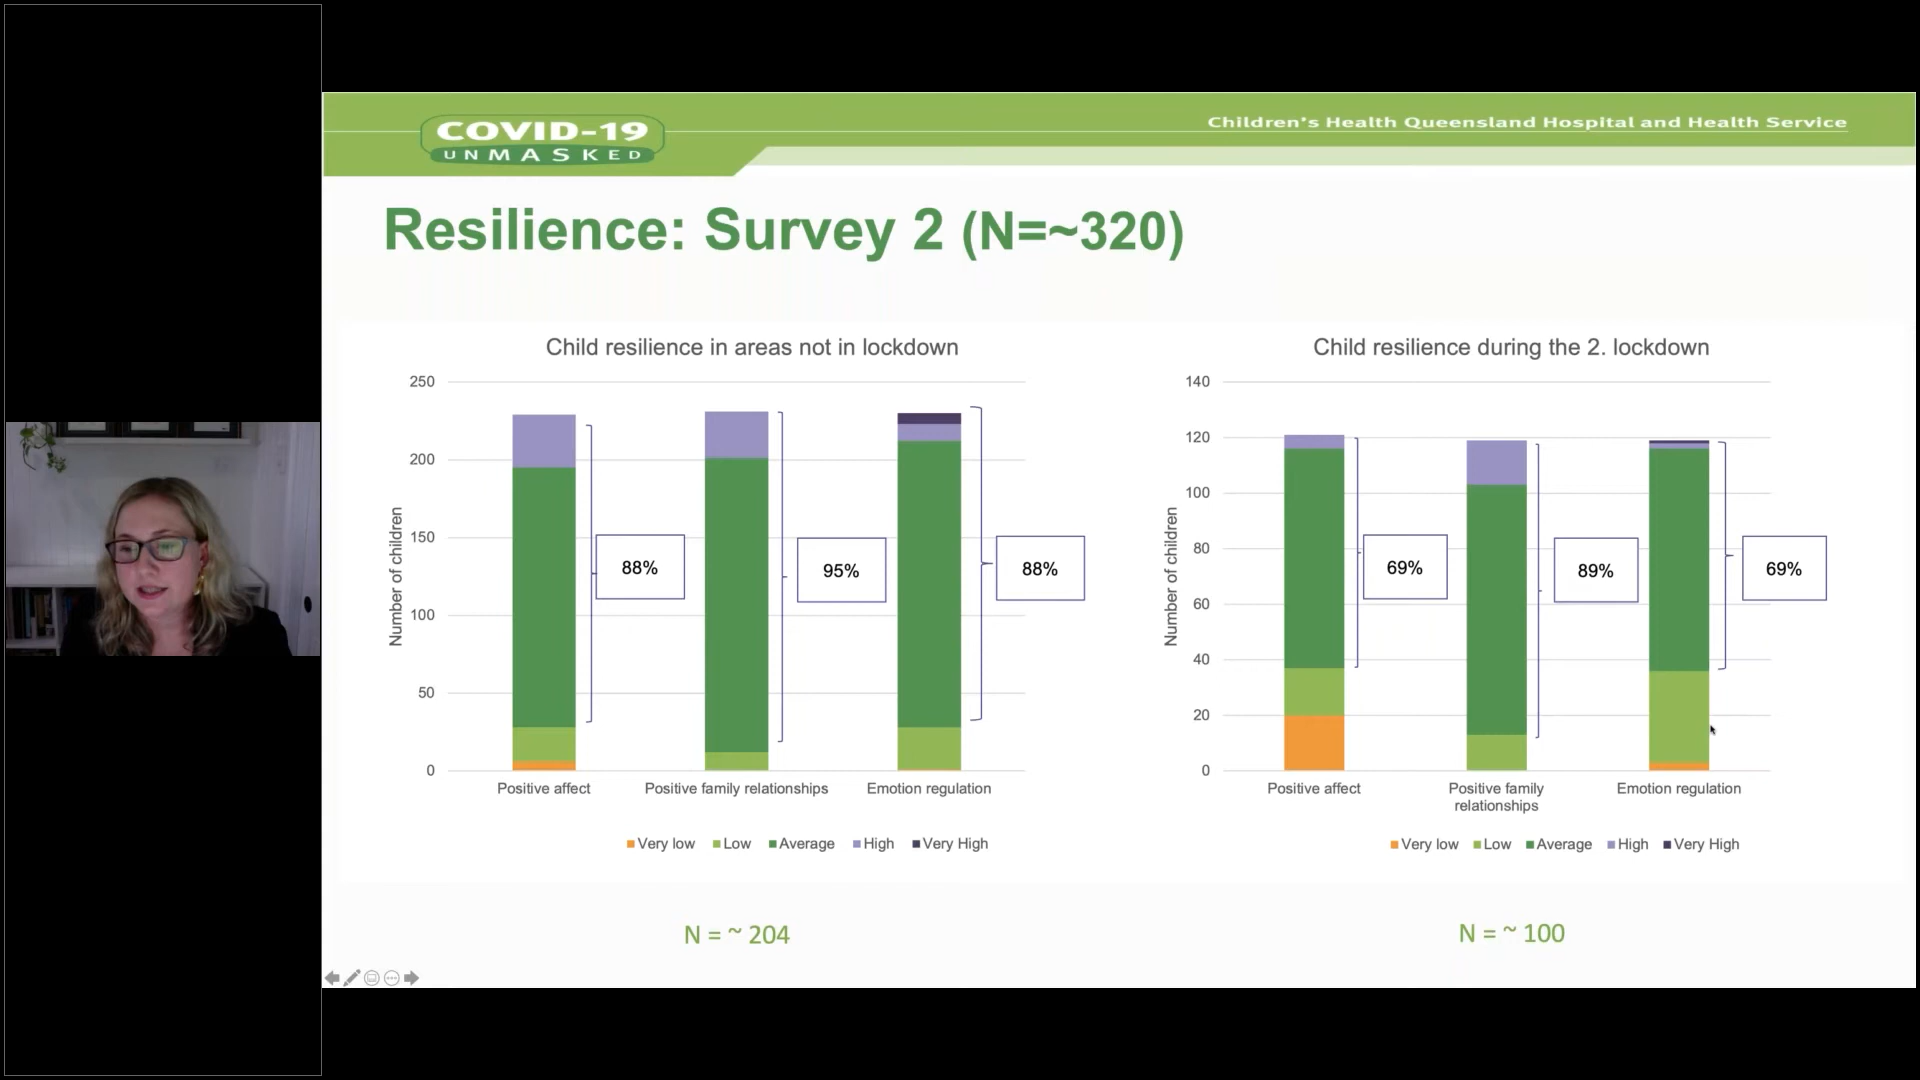 COVID-19
UNMASKED
Children's Health Queensland Hospital and Health Service
Resilience: Survey 2 (N=~320)
Child resilience in areas not in lockdown
250
200
150
100
50
0
Number of children
88%
95%
88%
Positive affect
Positive family relationships
Emotion regulation
Very low
Low
Average
High
Very High
N = ~ 204
Child resilience during the 2. lockdown
140
120
100
80
60
40
20
0
Number of children
69%
89%
69%
Positive affect
Positive family
relationships
Emotion regulation
Very low
Low
Average
High
Very High
N = ~ 100